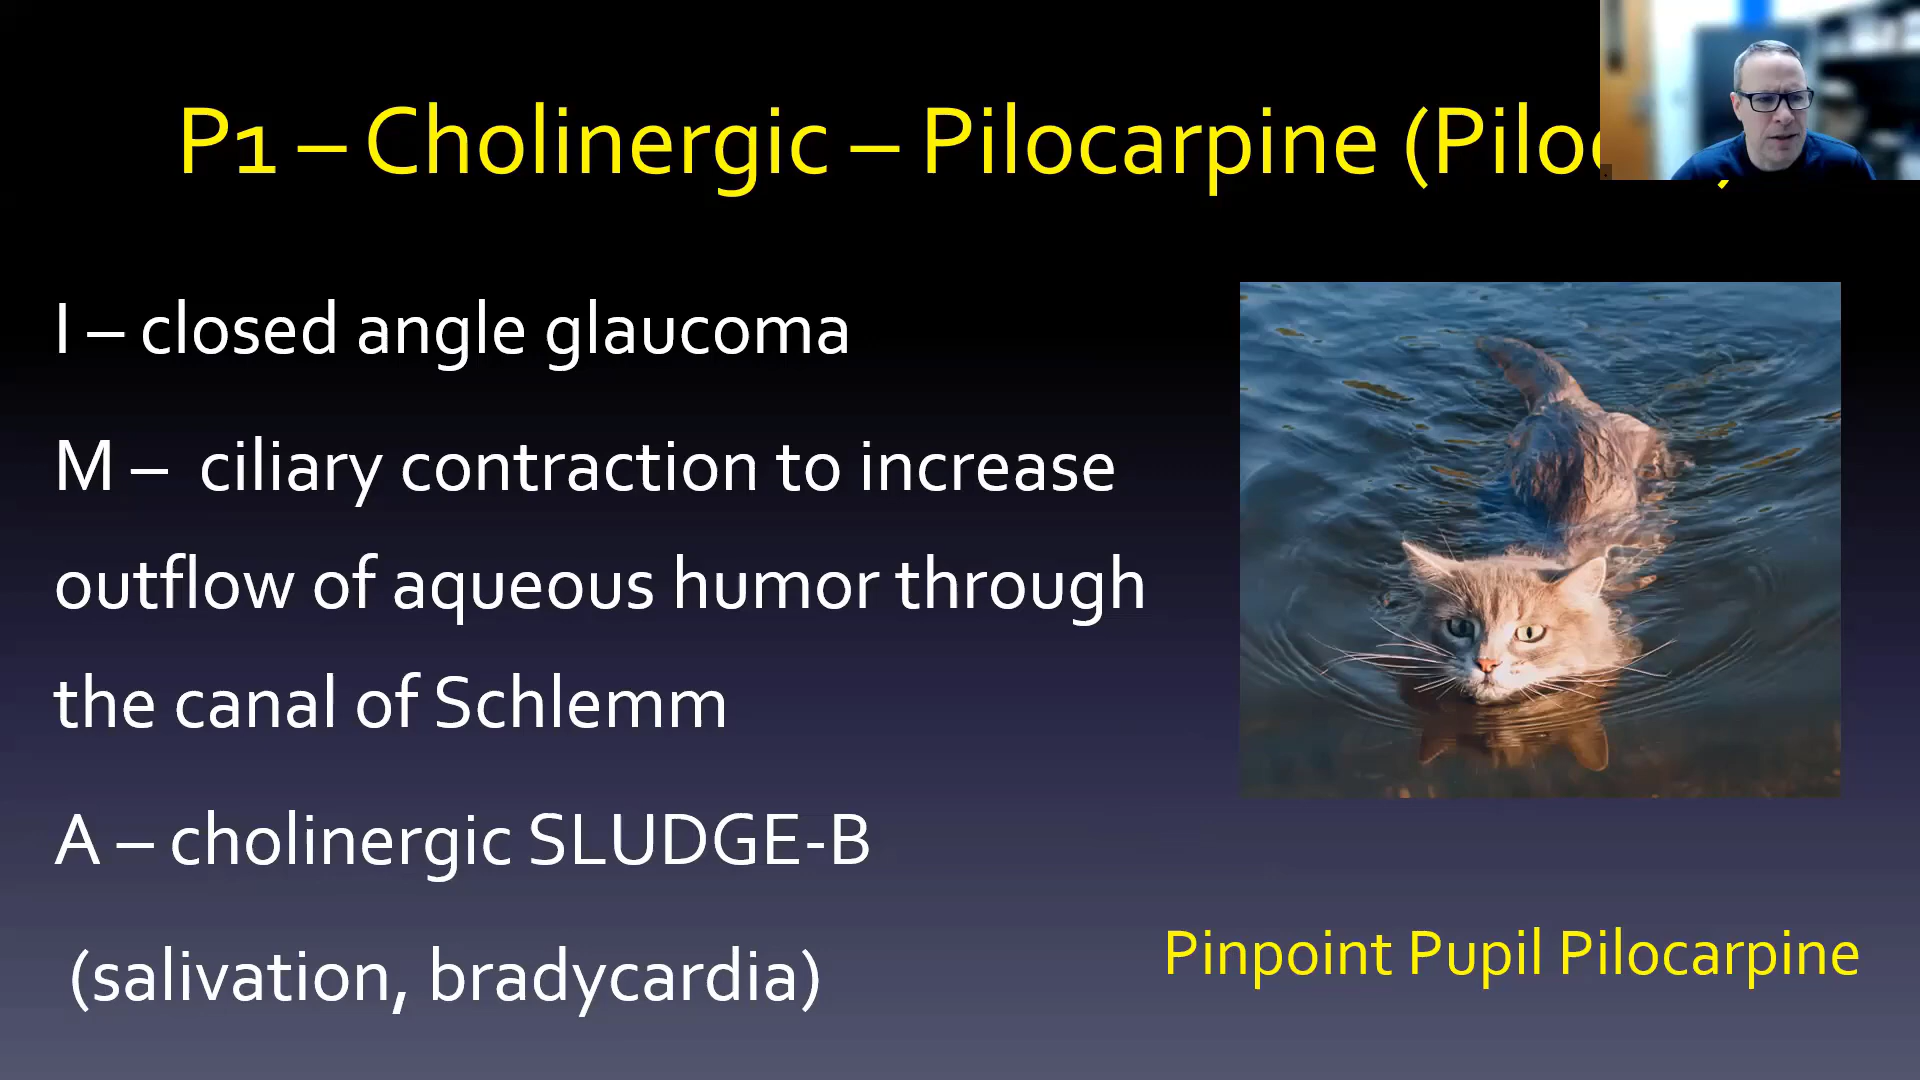 P1 – Cholinergic – Pilocarpine
I – closed angle glaucoma
M – ciliary contraction to increase
outflow of aqueous humor through
the canal of Schlemm
A – cholinergic SLUDGE-B
(salivation, bradycardia)
Pinpoint Pupil Pilocarpine